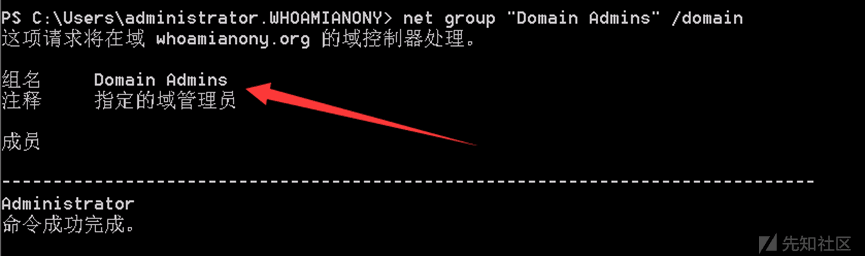 PS C:\Users\administrator.WHOAMIANONY> net group "Domain Admins" /domain
这项请求将在域 whoamianony.org 的域控制器处理。
组名 Domain Admins
注释 指定的域管理员
成员
-------------------------------------------------------------------------------
Administrator
命令成功完成。
先知社区